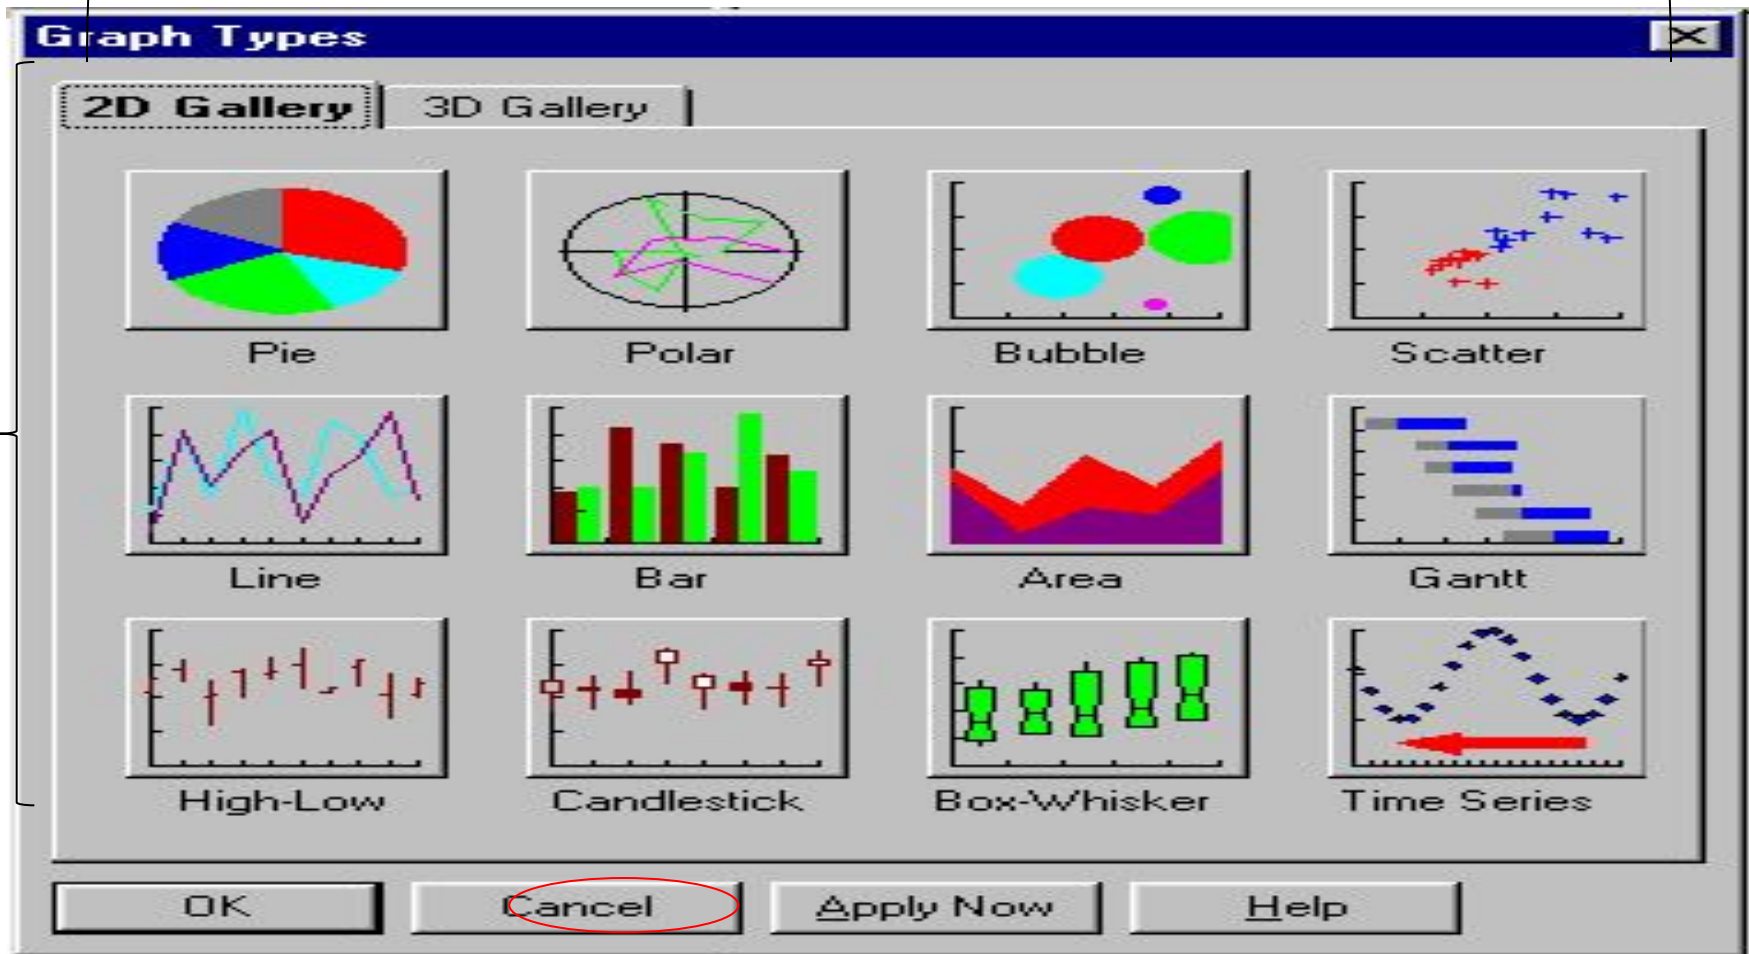 Graph Types
2D Gallery 3D Gallery
Pie Polar Bubble Scatter
Line Bar Area Gantt
High-Low Candlestick Box-Whisker Time Series
OK Cancel Apply Now Help